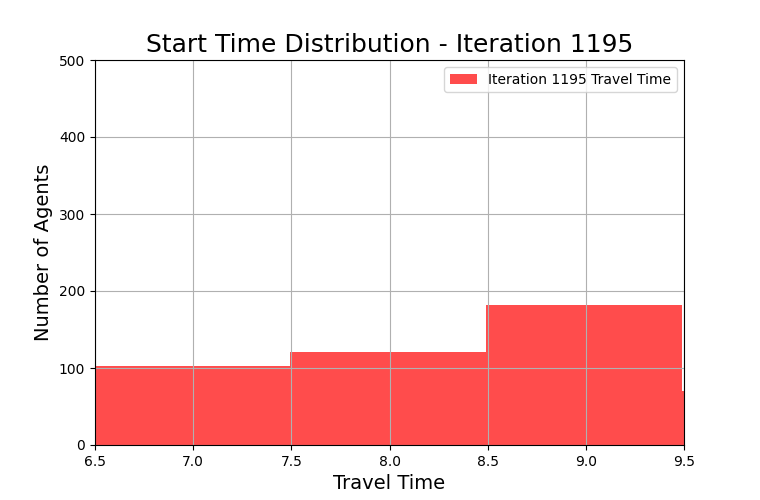 Start Time Distribution - Iteration 1195
Iteration 1195 Travel Time
Number of Agents
500
400
300
200
100
0
6.5 7.0 7.5 8.0 8.5 9.0 9.5
Travel Time